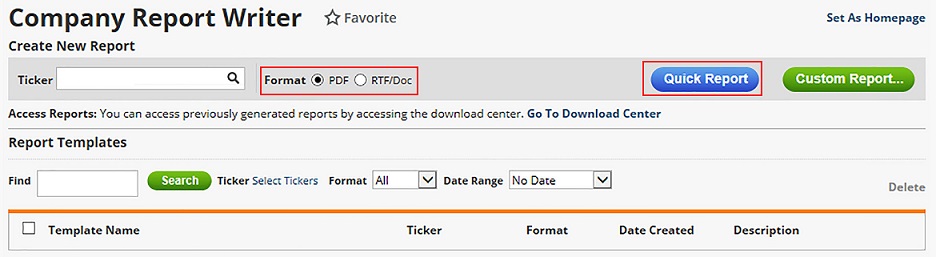 Company Report Writer Favorite Set As Homepage
Create New Report
Ticker Format PDF RTF/Doc Quick Report Custom Report...
Access Reports: You can access previously generated reports by accessing the download center. Go To Download Center
Report Templates
Find Search Ticker Select Tickers Format All Date Range No Date
Delete
Template Name Ticker Format Date Created Description